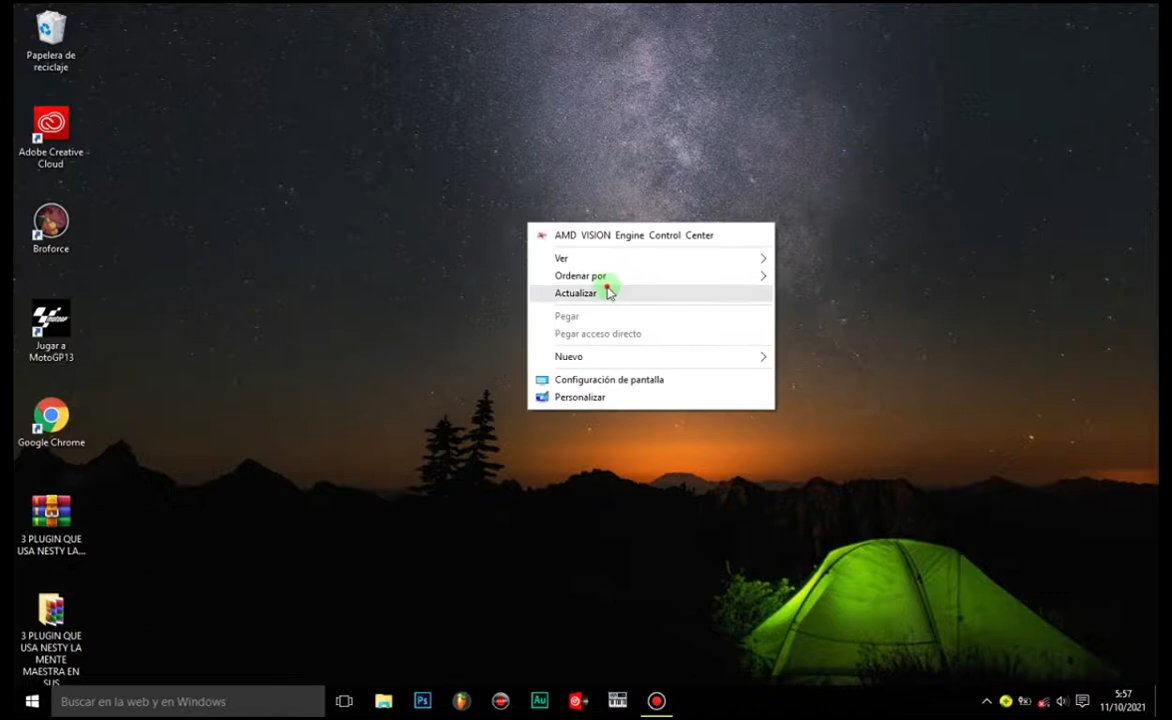 Papelera de
reciclaje
Adobe Creative
Cloud
Broforce
Jugar a
MotoGP13
Google Chrome
3 PLUGIN QUE
USA NESTY LA...
3 PLUGIN QUE
USA NESTY LA
MENTE
MAESTRA EN
SUS
AMD VISION Engine Control Center
Ver
Ordenar por
Actualizar
Pegar
Pegar acceso directo
Nuevo
Configuración de pantalla
Personalizar
Buscar en la web y en Windows
Ps
Au
5:57
11/10/2021